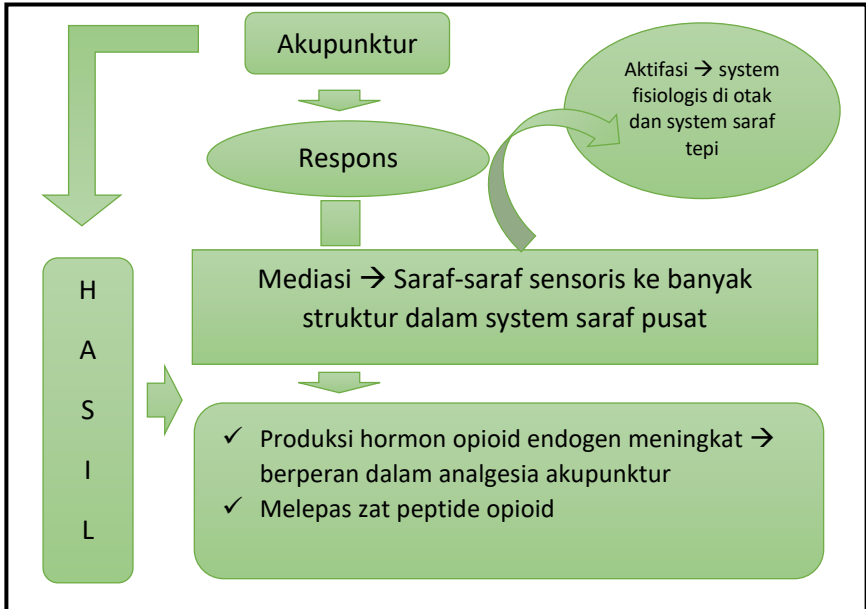 Akupunktur
Aktifasi → system
fisiologis di otak
dan system saraf
tepi
Respons
Mediasi → Saraf-saraf sensoris ke banyak
struktur dalam system saraf pusat
H
A
S
I
L
✓ Produksi hormon opioid endogen meningkat →
berperan dalam analgesia akupunktur
✓ Melepas zat peptide opioid